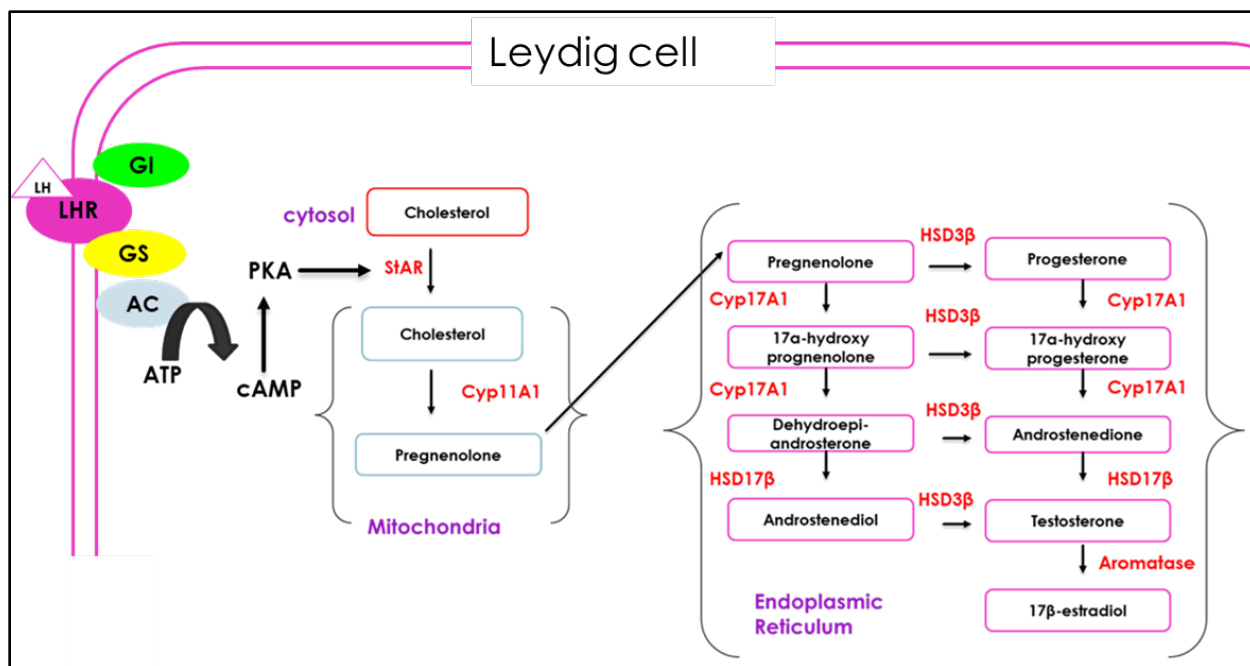 Leydig cell
GI
LH
LHR
GS
AC
ATP
cAMP
PKA
cytosol
Cholesterol
StAR
Cholesterol
Cyp11A1
Pregnenolone
Mitochondria
Pregnenolone
HSD3β
Progesterone
Cyp17A1
Cyp17A1
17α-hydroxy
prognenolone
HSD3β
17α-hydroxy
progesterone
Cyp17A1
Cyp17A1
Dehydroepi-
androsterone
HSD3β
Androstenedione
HSD17β
HSD17β
Androstenediol
HSD3β
Testosterone
Aromatase
17β-estradiol
Endoplasmic
Reticulum